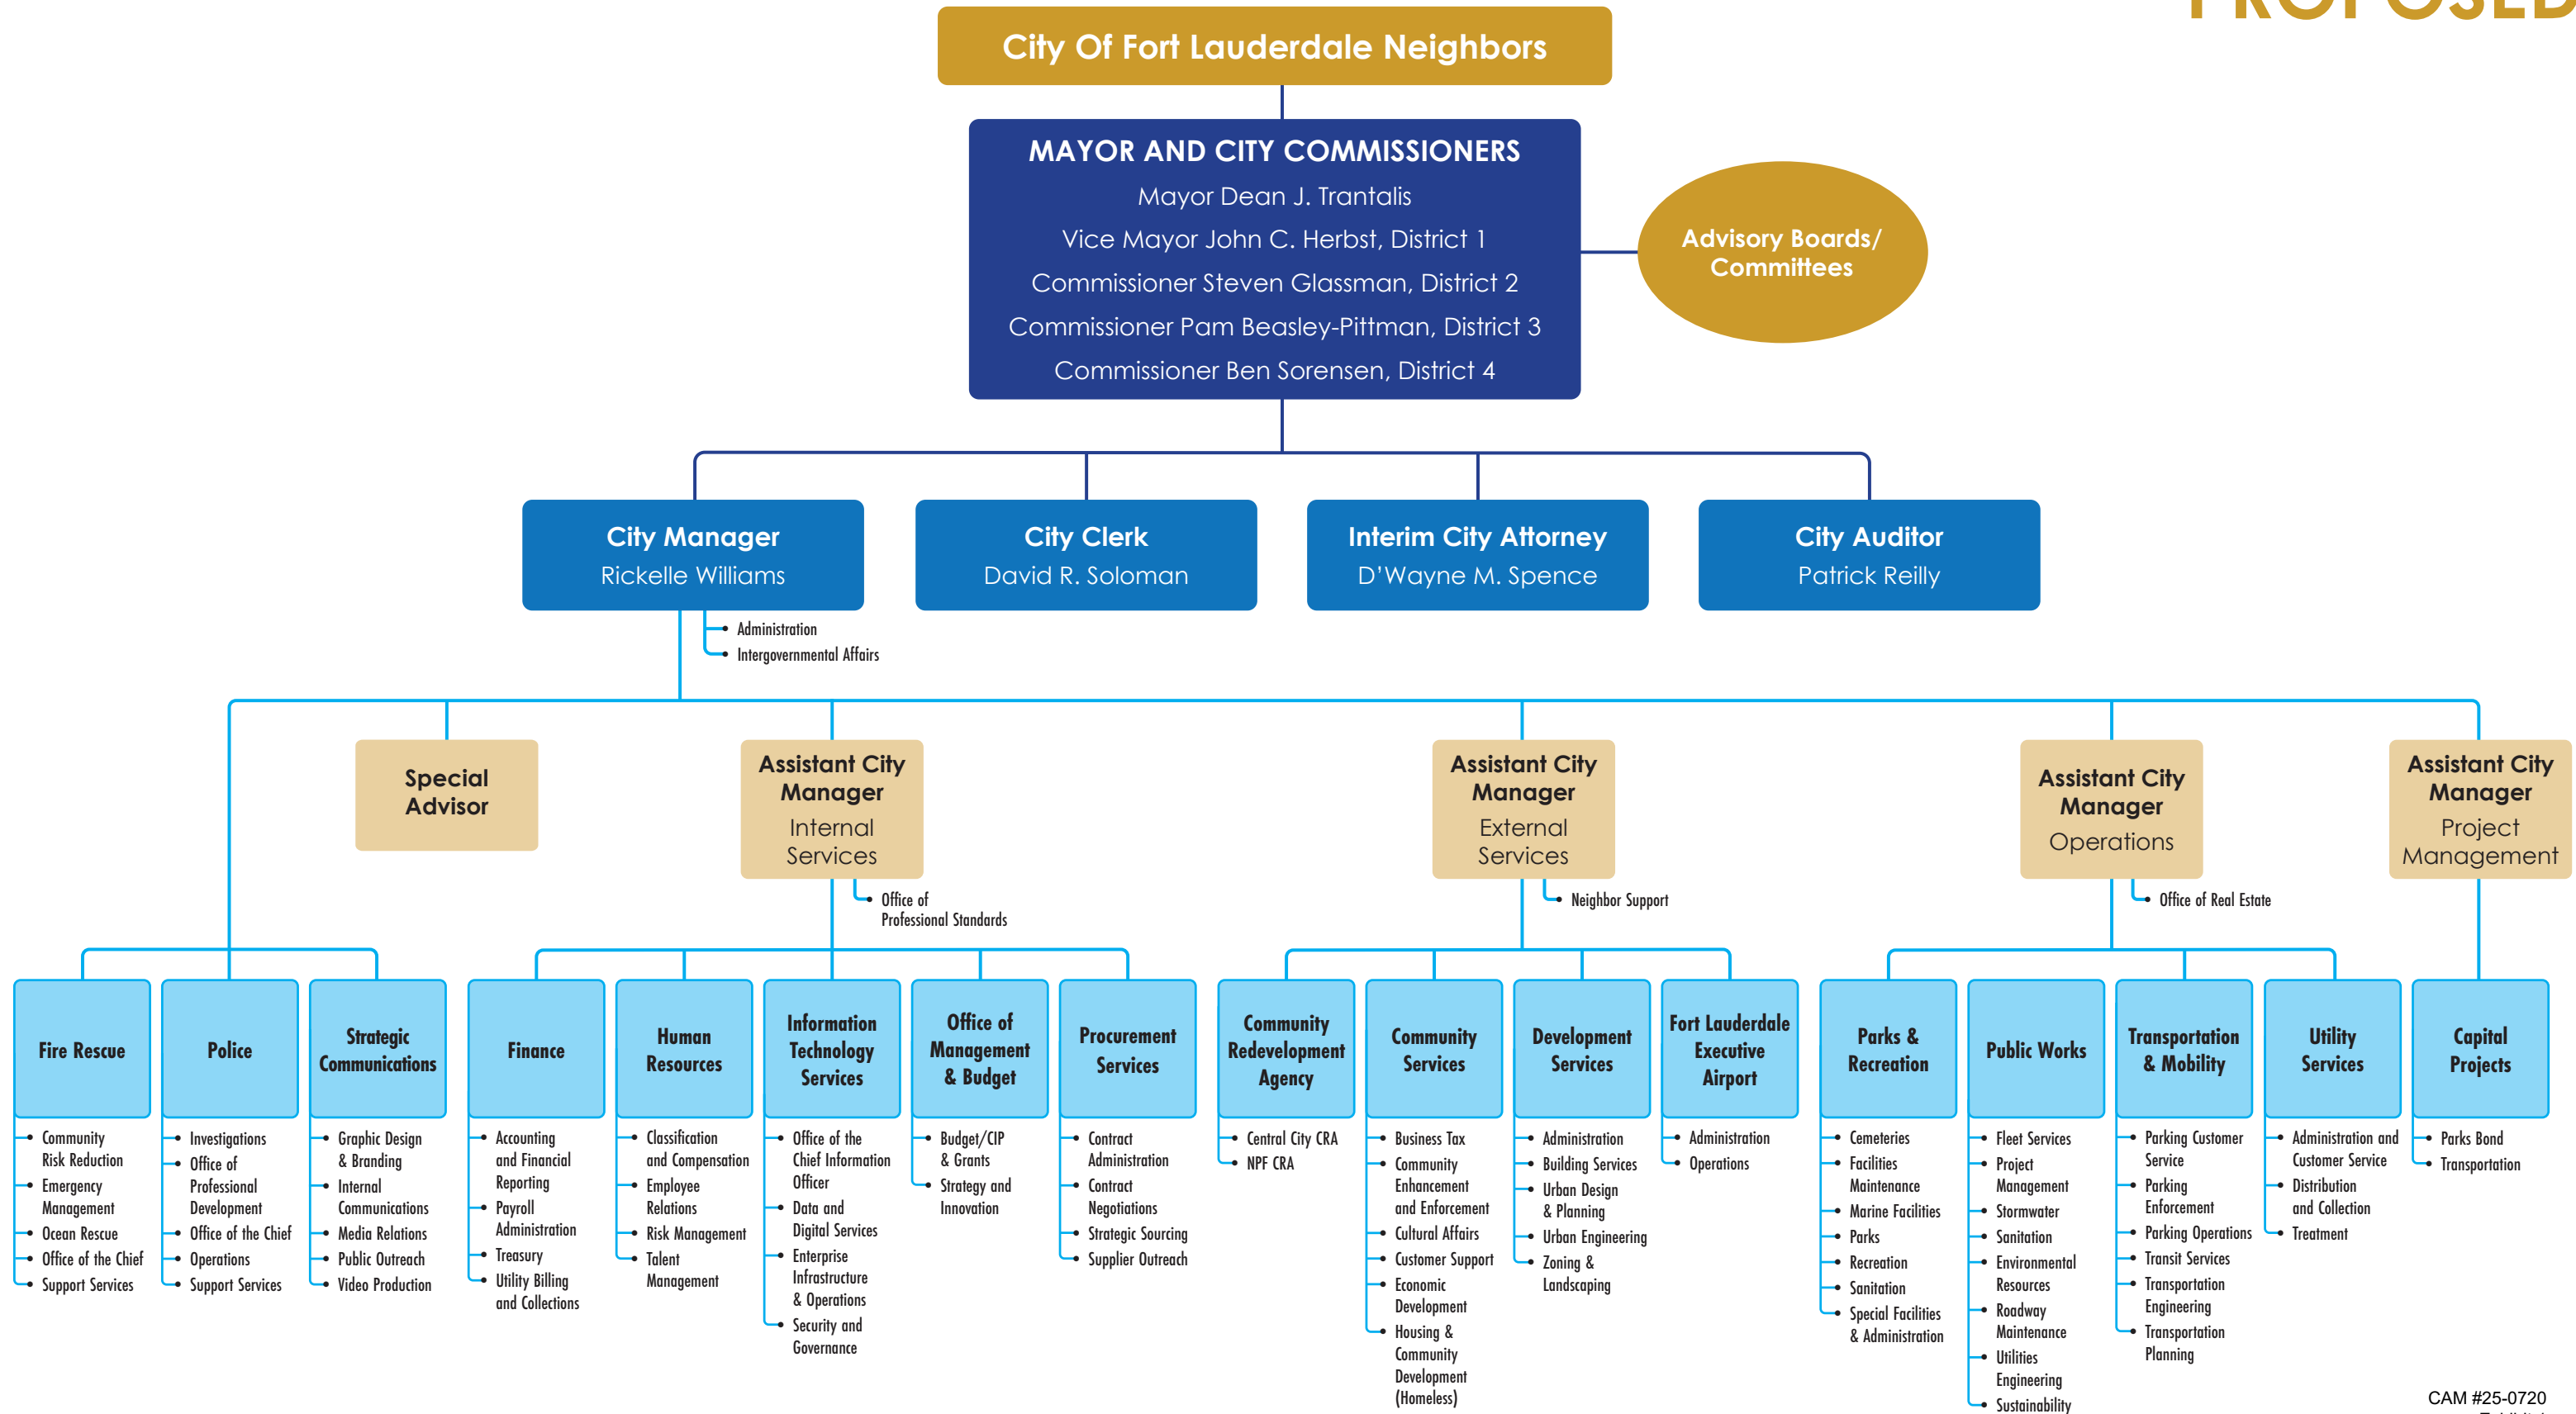 PROPOSED
City Of Fort Lauderdale Neighbors
MAYOR AND CITY COMMISSIONERS
Mayor Dean J. Trantalis
Vice Mayor John C. Herbst, District 1
Commissioner Steven Glassman, District 2
Commissioner Pam Beasley-Pittman, District 3
Commissioner Ben Sorensen, District 4
Advisory Boards/
Committees
City Manager
Rickelle Williams
City Clerk
David R. Soloman
Interim City Attorney
D'Wayne M. Spence
City Auditor
Patrick Reilly
Administration
Intergovernmental Affairs
Special
Advisor
Assistant City
Manager
Internal
Services
Office of
Professional Standards
Assistant City
Manager
External
Services
Neighbor Support
Assistant City
Manager
Operations
Office of Real Estate
Assistant City
Manager
Project
Management
Fire Rescue
Community
Risk Reduction
Emergency
Management
Ocean Rescue
Office of the Chief
Support Services
Police
Investigations
Office of
Professional
Development
Office of the Chief
Operations
Support Services
Strategic
Communications
Graphic Design
& Branding
Internal
Communications
Media Relations
Public Outreach
Video Production
Finance
Accounting
and Financial
Reporting
Payroll
Administration
Treasury
Utility Billing
and Collections
Human
Resources
Classification
and Compensation
Employee
Relations
Risk Management
Talent
Management
Information
Technology
Services
Office of the
Chief Information
Officer
Data and
Digital Services
Enterprise
Infrastructure
& Operations
Security and
Governance
Office of
Management
& Budget
Budget/CIP
& Grants
Strategy and
Innovation
Procurement
Services
Contract
Administration
Contract
Negotiations
Strategic Sourcing
Supplier Outreach
Community
Redevelopment
Agency
Central City CRA
NPF CRA
Community
Services
Business Tax
Community
Enhancement
and Enforcement
Cultural Affairs
Customer Support
Economic
Development
Housing &
Community
Development
(Homeless)
Development
Services
Administration
Building Services
Urban Design
& Planning
Urban Engineering
Zoning &
Landscaping
Fort Lauderdale
Executive
Airport
Administration
Operations
Parks &
Recreation
Cemeteries
Facilities
Maintenance
Marine Facilities
Parks
Recreation
Sanitation
Special Facilities
& Administration
Public Works
Fleet Services
Project
Management
Stormwater
Sanitation
Environmental
Resources
Roadway
Maintenance
Utilities
Engineering
Sustainability
Transportation
& Mobility
Parking Customer
Service
Parking
Enforcement
Parking Operations
Transit Services
Transportation
Engineering
Transportation
Planning
Utility
Services
Administration and
Customer Service
Distribution
and Collection
Treatment
Capital
Projects
Parks Bond
Transportation
CAM #25-0720